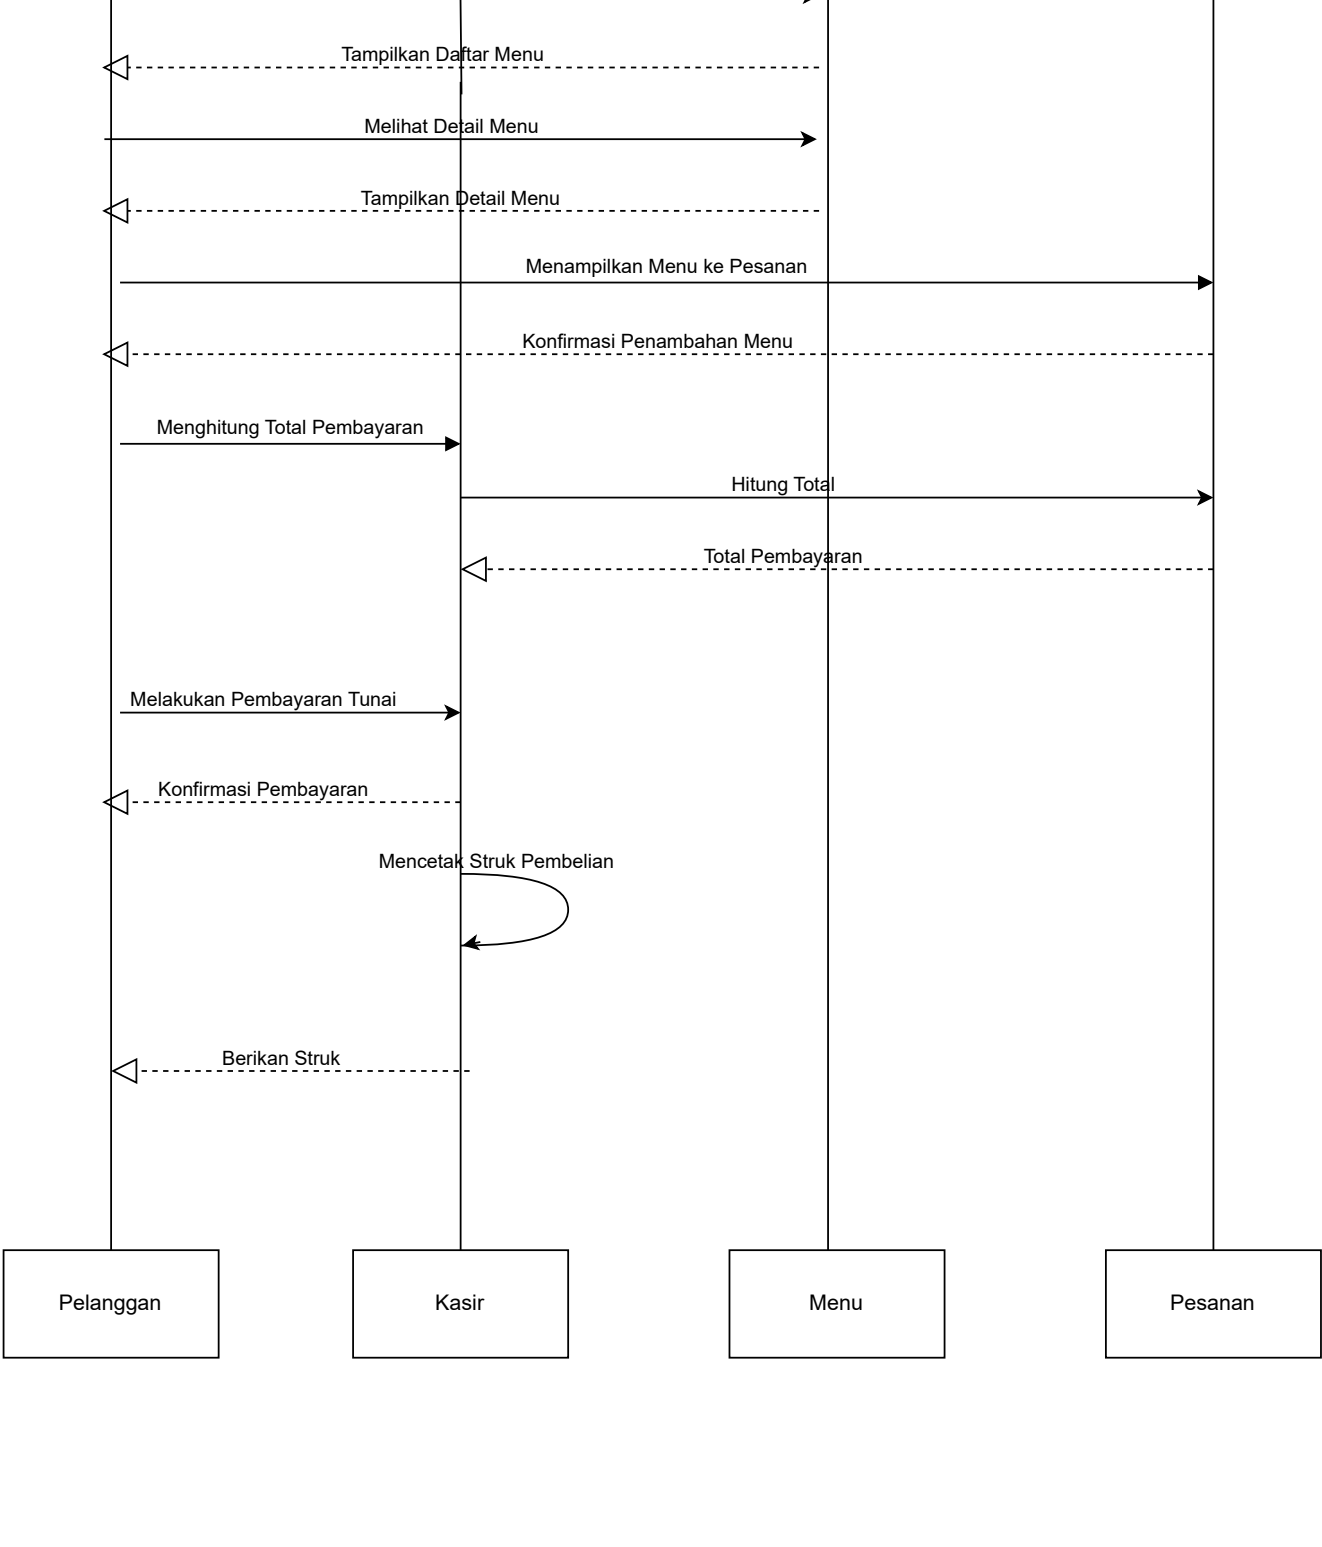 Tampilkan Daftar Menu
Melihat Detail Menu
Tampilkan Detail Menu
Menampilkan Menu ke Pesanan
Konfirmasi Penambahan Menu
Menghitung Total Pembayaran
Hitung Total
Total Pembayaran
Melakukan Pembayaran Tunai
Konfirmasi Pembayaran
Mencetak Struk Pembelian
Berikan Struk
Pelanggan
Kasir
Menu
Pesanan